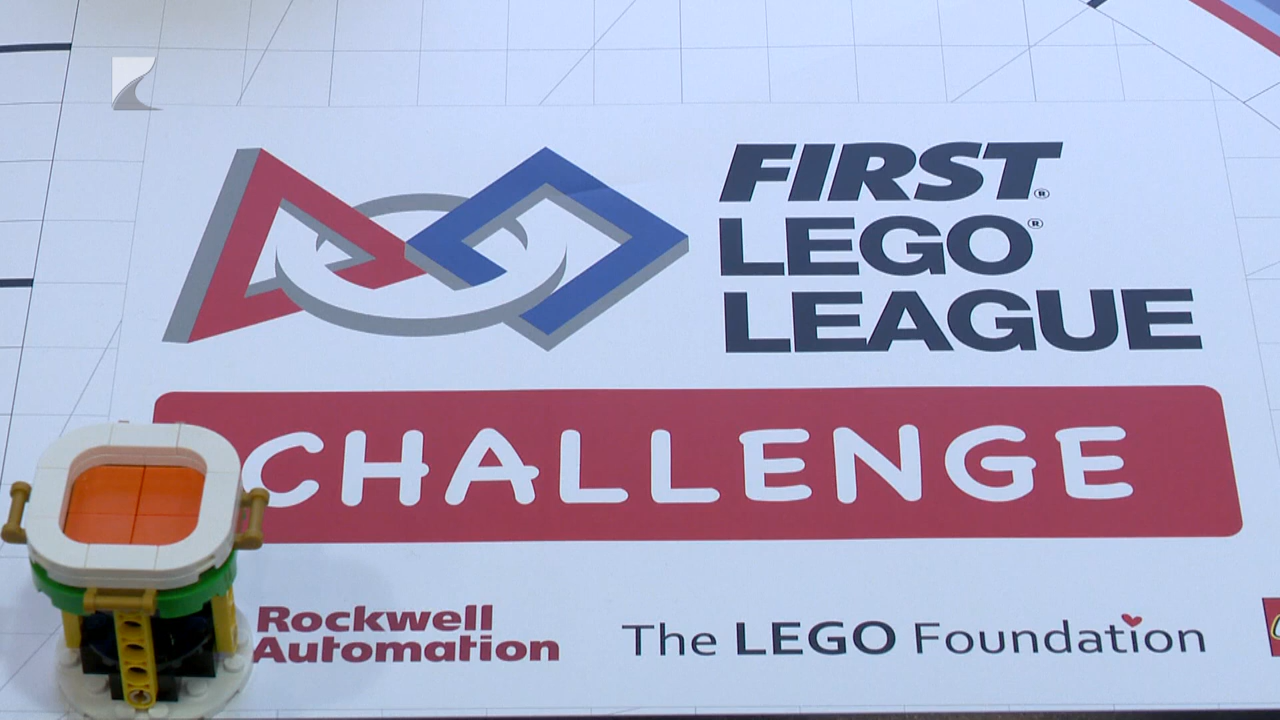 FIRST®
LEGO®
LEAGUE
CHALLENGE
Rockwell
Automation
The LEGO Foundation